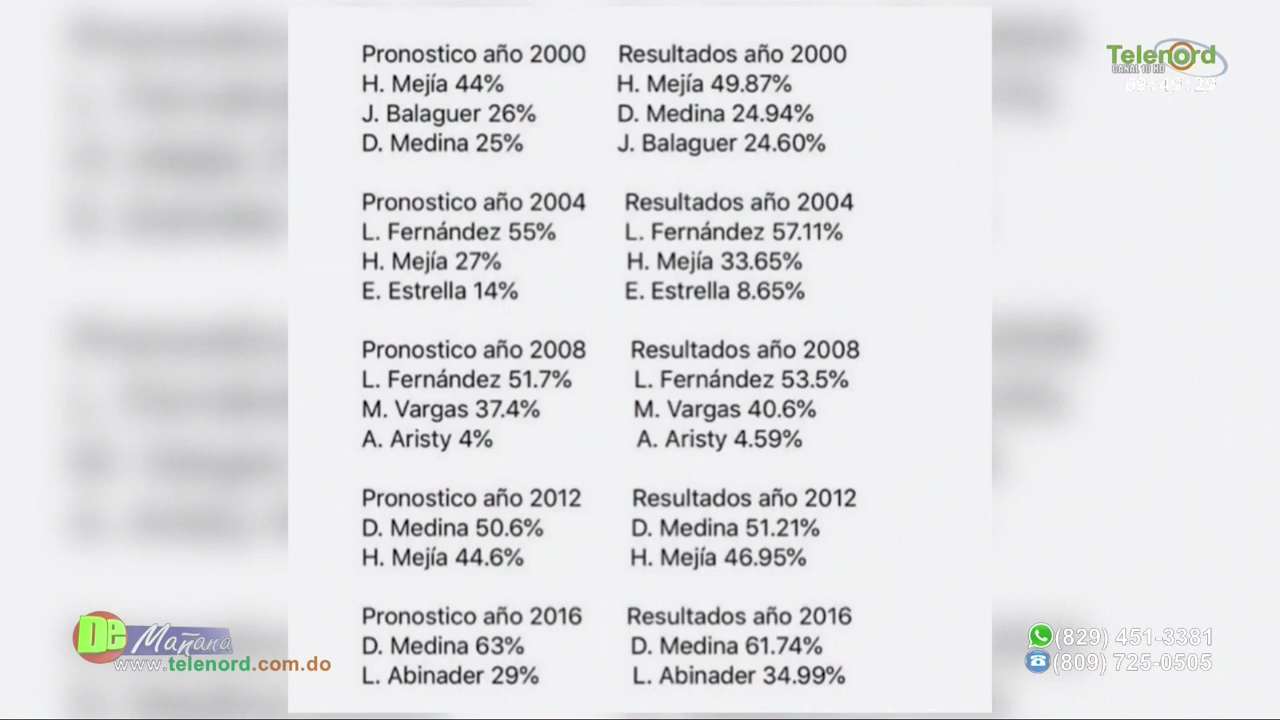 Pronostico año 2000
H. Mejía 44%
J. Balaguer 26%
D. Medina 25%
Resultados año 2000
H. Mejía 49.87%
D. Medina 24.94%
J. Balaguer 24.60%
Pronostico año 2004
L. Fernández 55%
H. Mejía 27%
E. Estrella 14%
Resultados año 2004
L. Fernández 57.11%
H. Mejía 33.65%
E. Estrella 8.65%
Pronostico año 2008
L. Fernández 51.7%
M. Vargas 37.4%
A. Aristy 4%
Resultados año 2008
L. Fernández 53.5%
M. Vargas 40.6%
A. Aristy 4.59%
Pronostico año 2012
D. Medina 50.6%
H. Mejía 44.6%
Resultados año 2012
D. Medina 51.21%
H. Mejía 46.95%
Pronostico año 2016
D. Medina 63%
L. Abinader 29%
Resultados año 2016
D. Medina 61.74%
L. Abinader 34.99%
Telenord
CANAL 10 HD
De Mañana
www.telenord.com.do
(829) 451-3381
(809) 725-0505